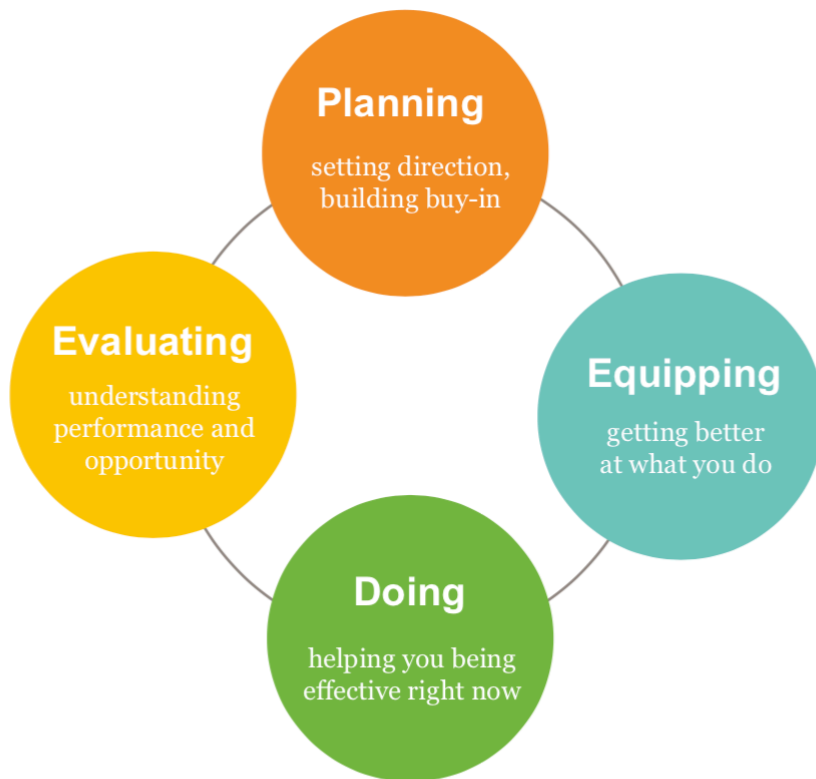 Planning
setting direction,
building buy-in
Equipping
getting better
at what you do
Doing
helping you being
effective right now
Evaluating
understanding
performance and
opportunity